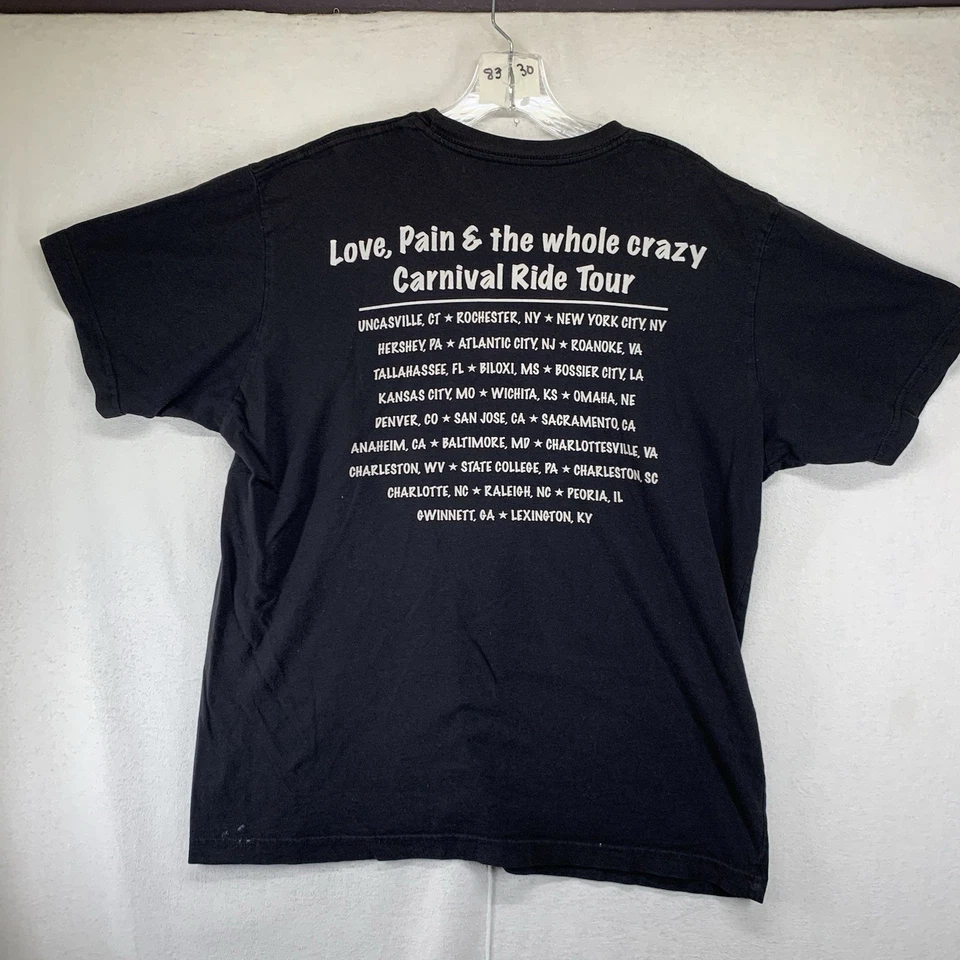 83 30
Love, Pain & the whole crazy
Carnival Ride Tour
UNCASVILLE, CT ★ ROCHESTER, NY ★ NEW YORK CITY, NY
HERSHEY, PA ★ ATLANTIC CITY, NJ ★ ROANOKE, VA
TALLAHASSEE, FL ★ BILOXI, MS ★ BOSSIER CITY, LA
KANSAS CITY, MO ★ WICHITA, KS ★ OMAHA, NE
DENVER, CO ★ SAN JOSE, CA ★ SACRAMENTO, CA
ANAHEIM, CA ★ BALTIMORE, MD ★ CHARLOTTESVILLE, VA
CHARLESTON, WV ★ STATE COLLEGE, PA ★ CHARLESTON, SC
CHARLOTTE, NC ★ RALEIGH, NC ★ PEORIA, IL
GWINNETT, GA ★ LEXINGTON, KY